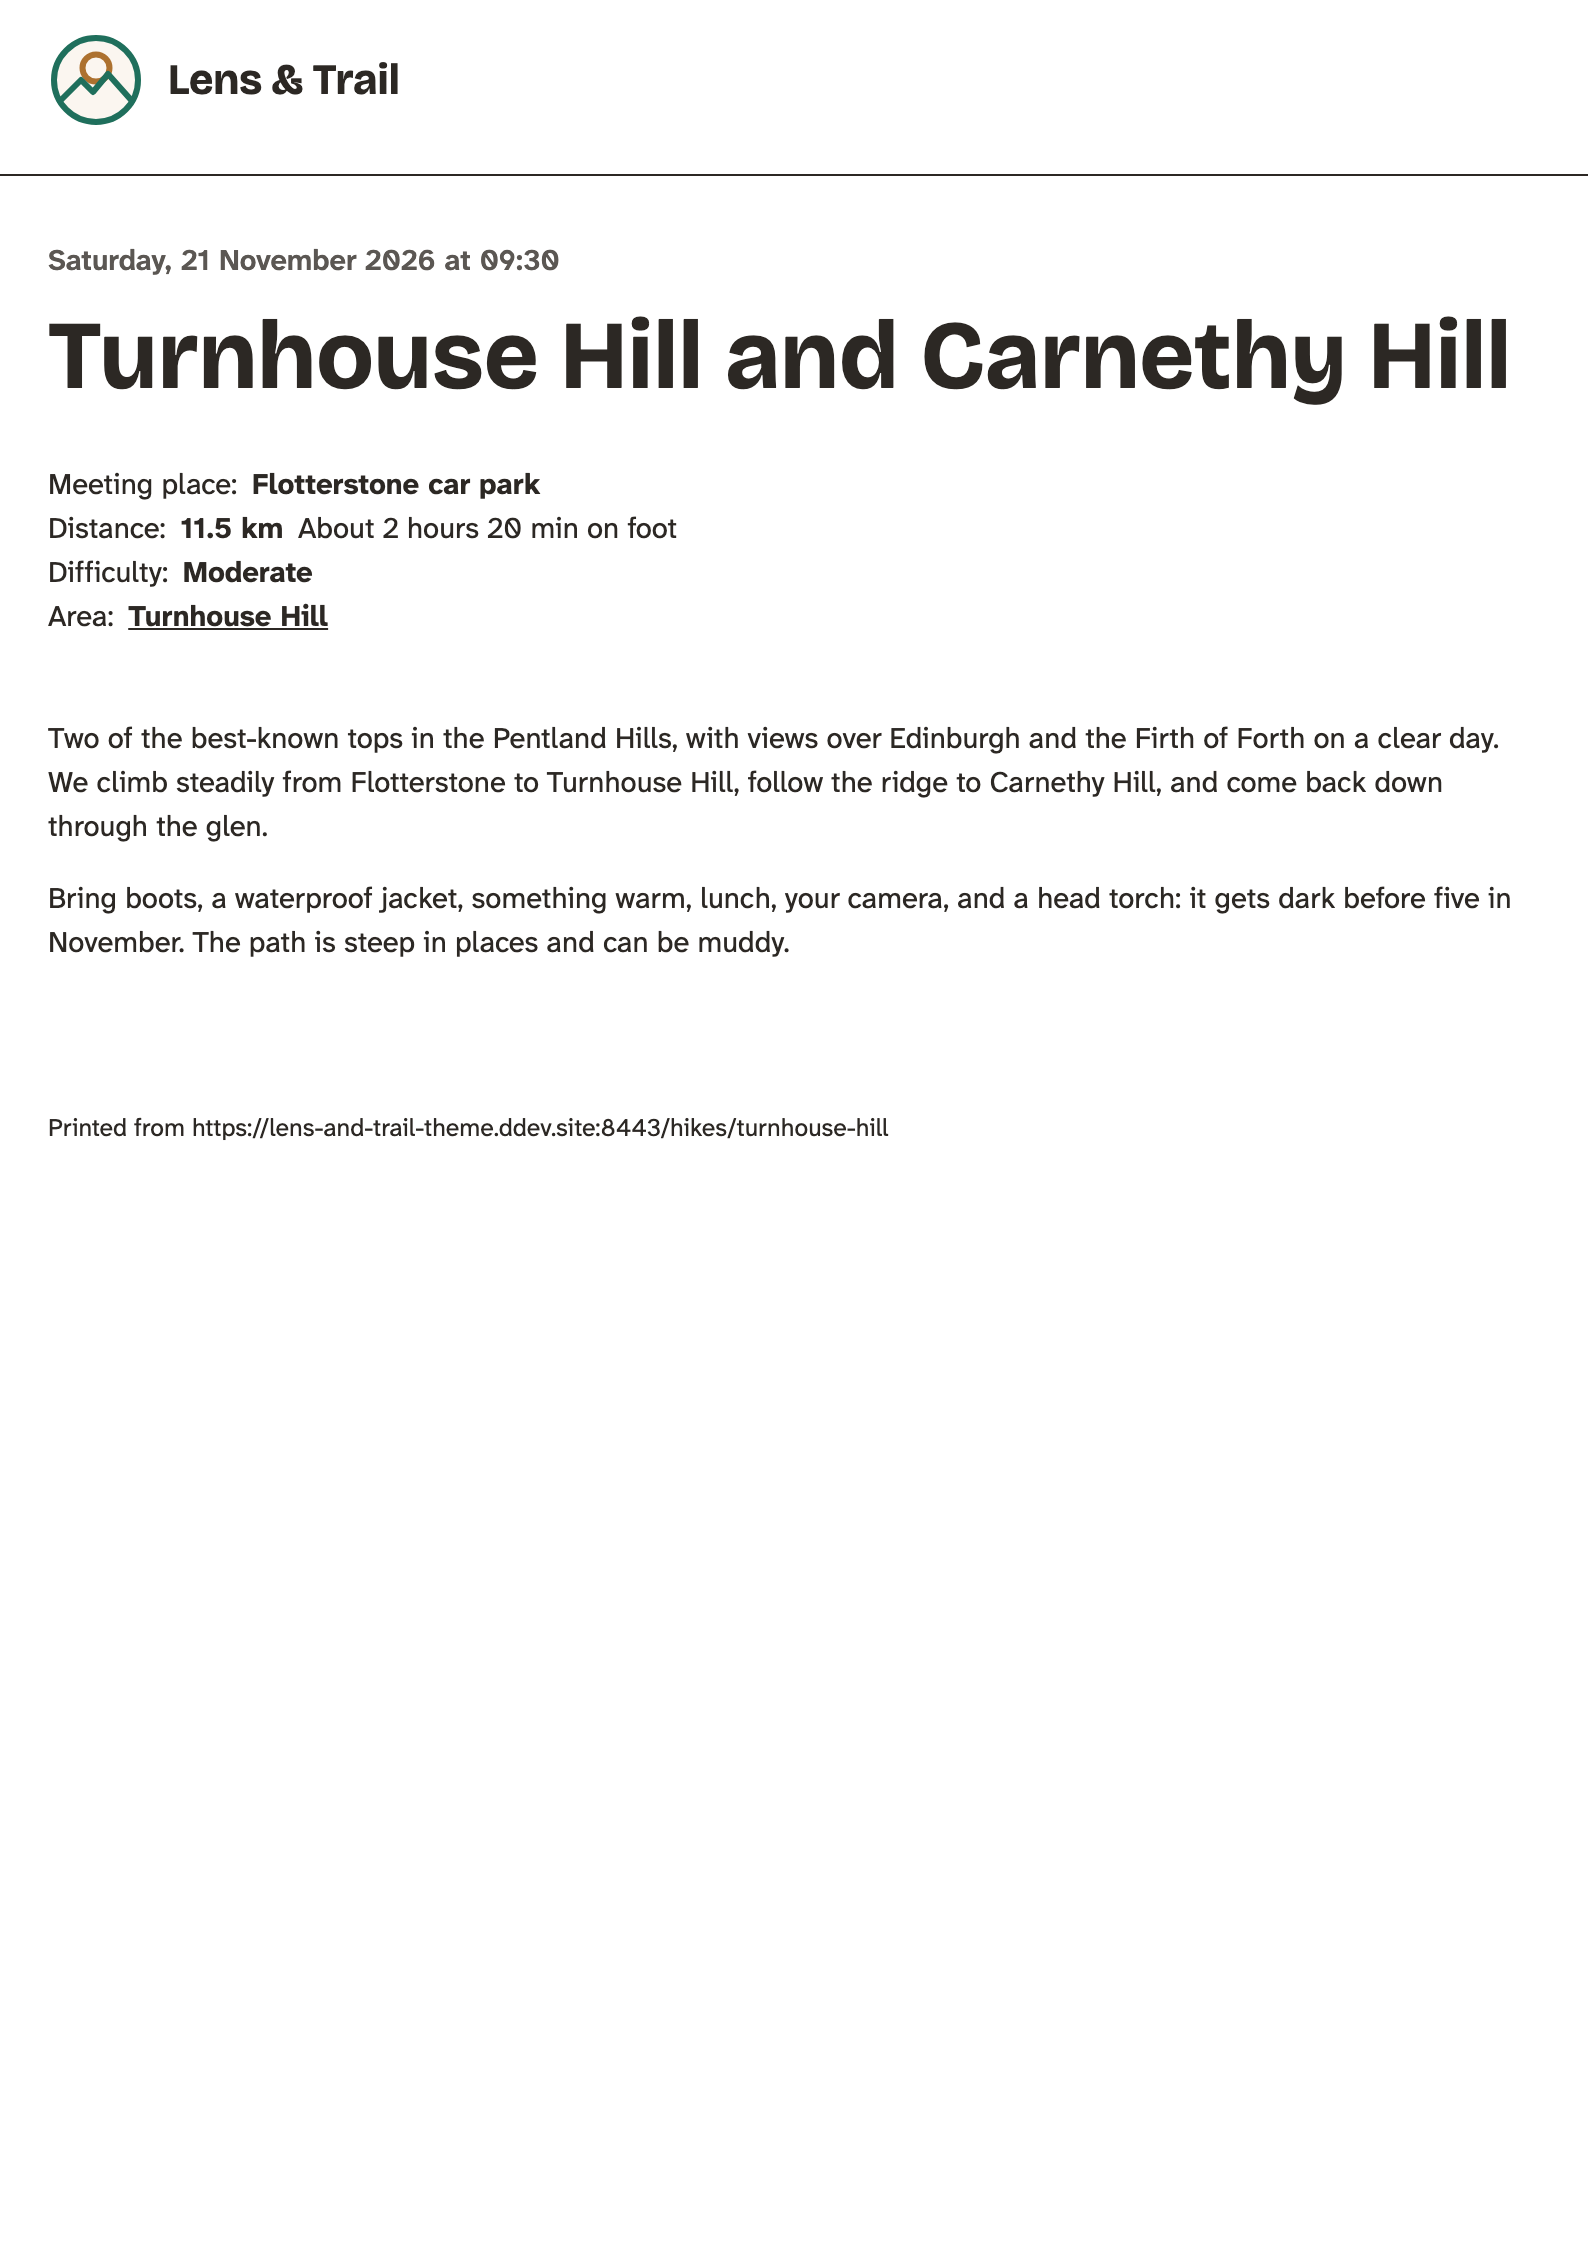 Lens & Trail
Saturday, 21 November 2026 at 09:30
Turnhouse Hill and Carnethy Hill
Meeting place: Flotterstone car park
Distance: 11.5 km About 2 hours 20 min on foot
Difficulty: Moderate
Area: Turnhouse Hill
Two of the best-known tops in the Pentland Hills, with views over Edinburgh and the Firth of Forth on a clear day.
We climb steadily from Flotterstone to Turnhouse Hill, follow the ridge to Carnethy Hill, and come back down
through the glen.
Bring boots, a waterproof jacket, something warm, lunch, your camera, and a head torch: it gets dark before five in
November. The path is steep in places and can be muddy.
Printed from https://lens-and-trail-theme.ddev.site:8443/hikes/turnhouse-hill